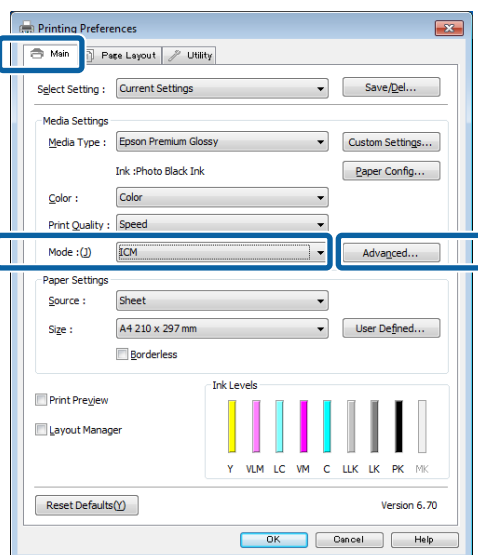 Printing Preferences
Main Page Layout Utility
Select Setting : Current Settings Save/Del...
Media Settings
Media Type : Epson Premium Glossy Custom Settings...
Ink :Photo Black Ink Paper Config...
Color : Color
Print Quality : Speed
Mode :(J) ICM Advanced...
Paper Settings
Source : Sheet
Size : A4 210 x 297 mm User Defined...
Borderless
Ink Levels
Print Preview
Layout Manager
Y VLM LC VM C LLK LK PK MK
Reset Defaults(Y) Version 6.70
OK Cancel Help